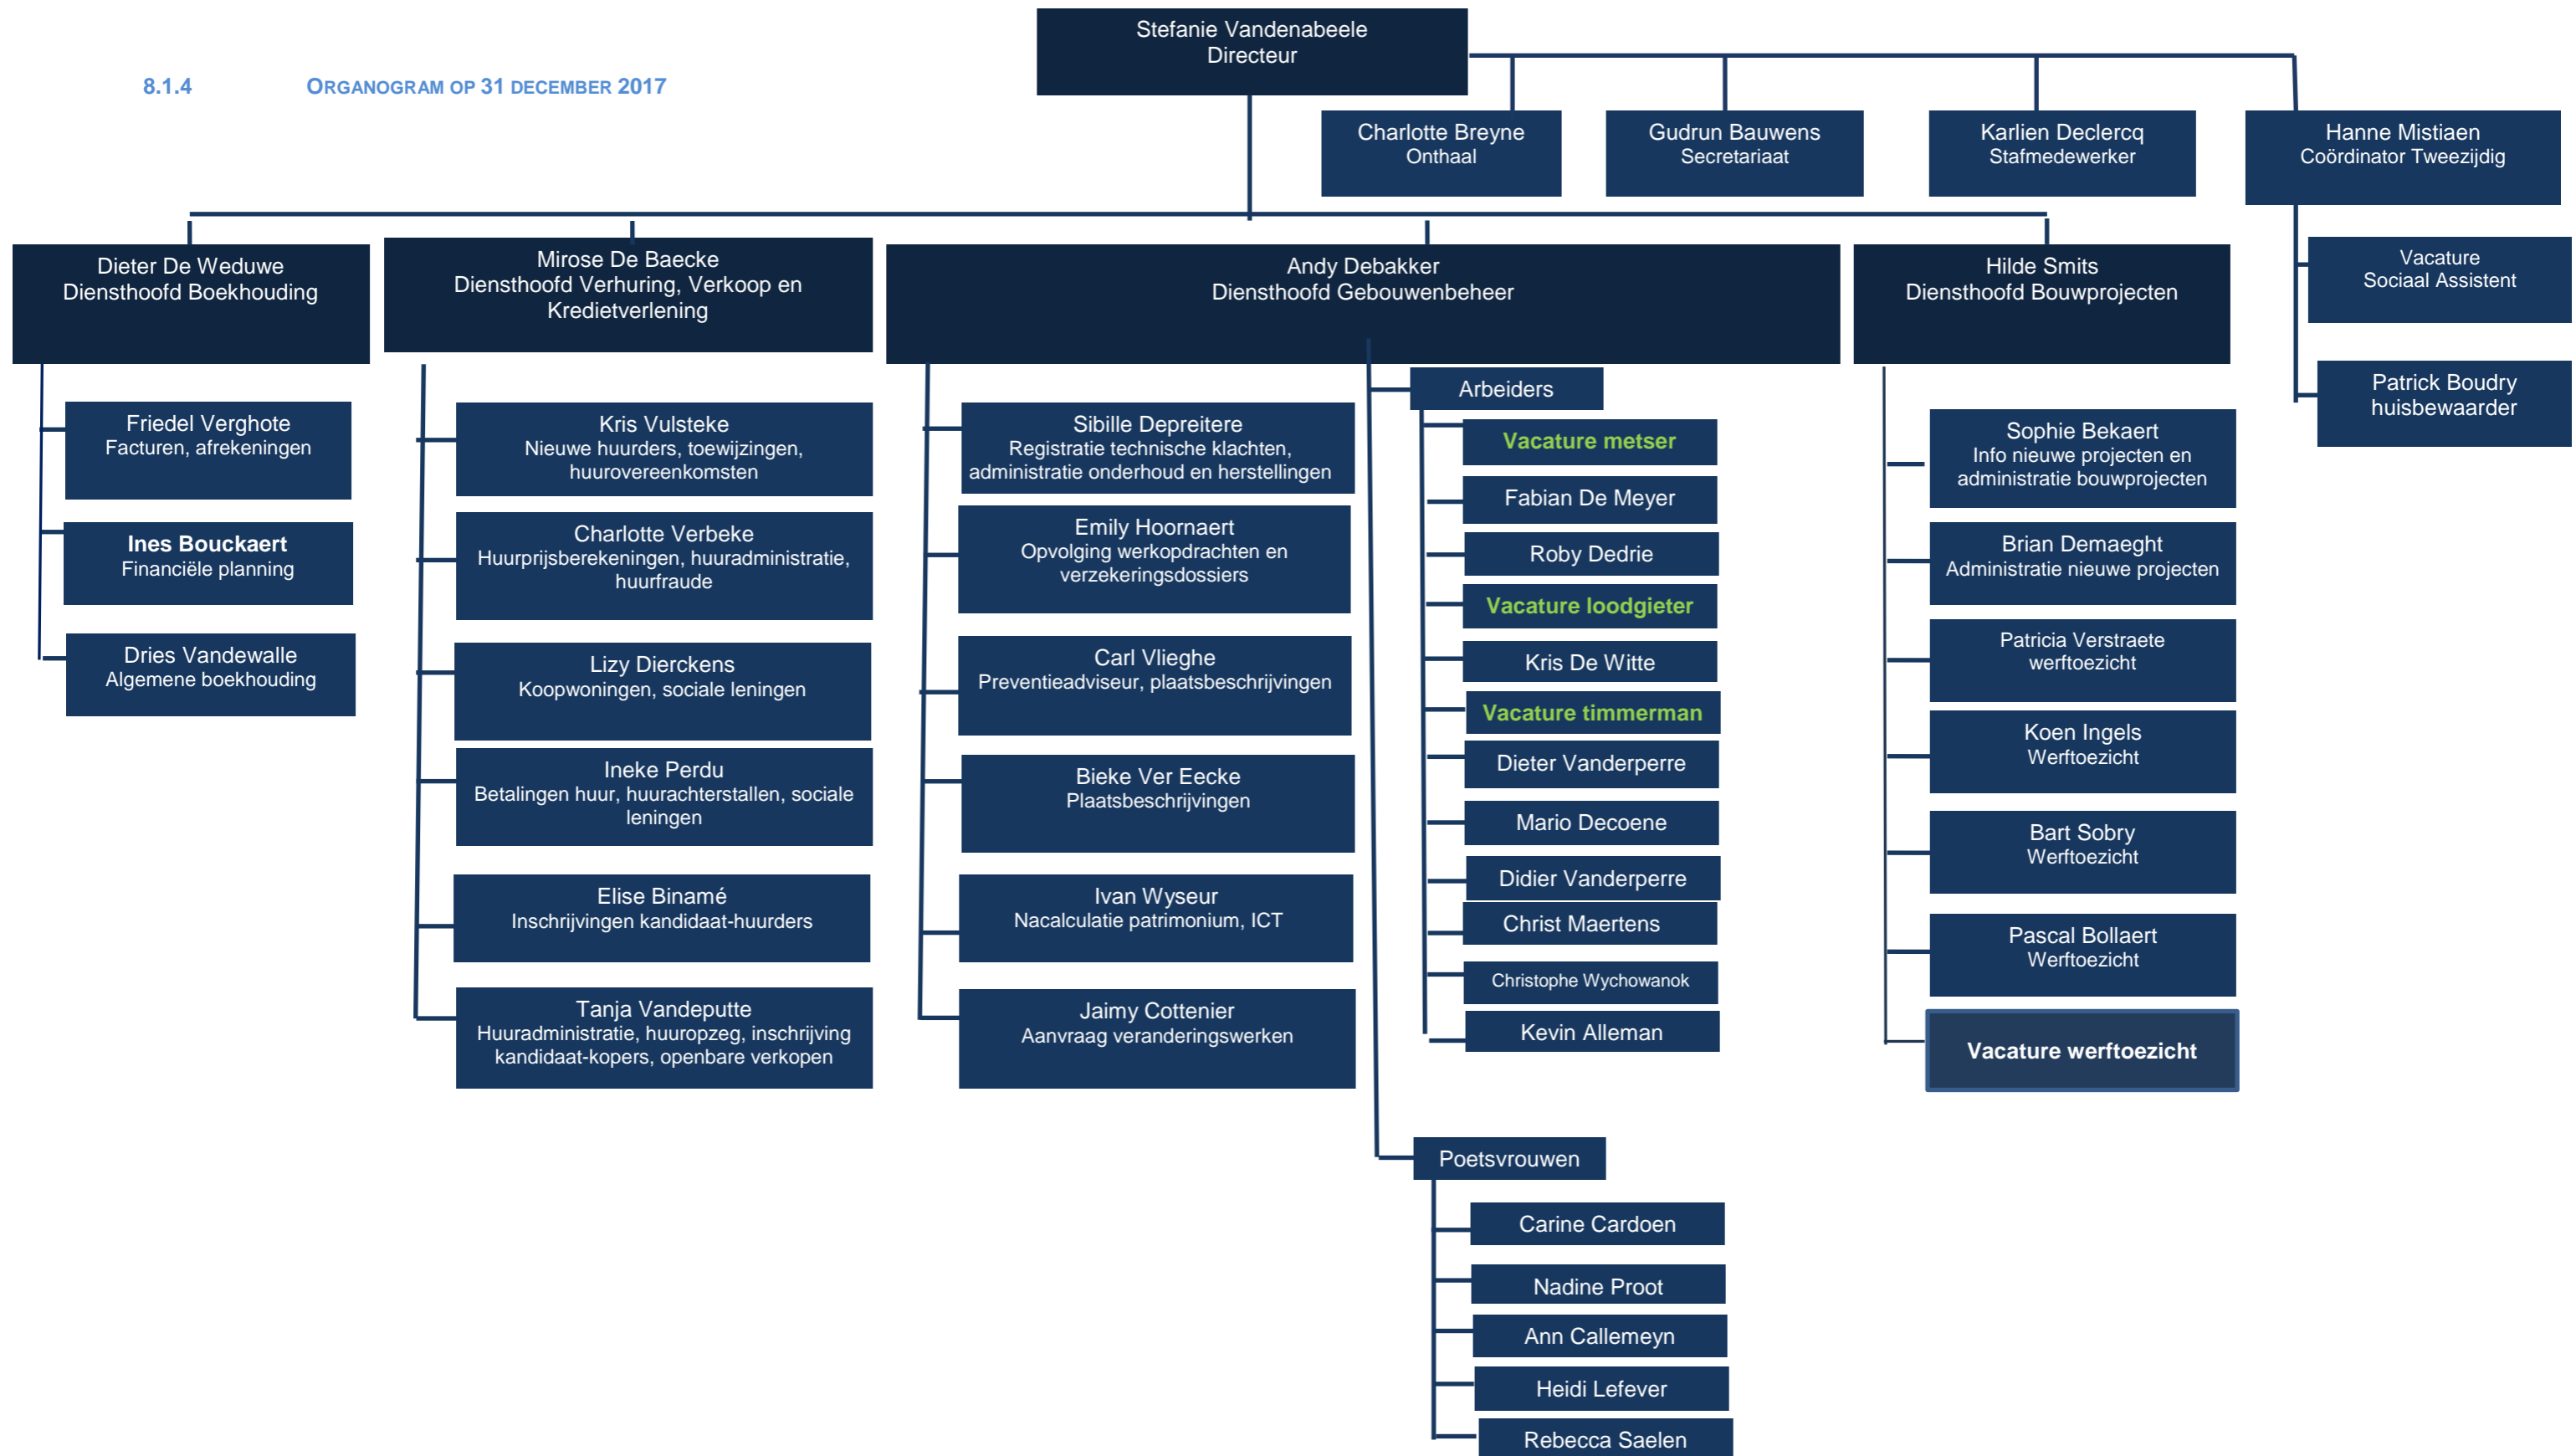 8.1.4 ORGANOGRAM OP 31 DECEMBER 2017
Stefanie Vandenabeele
Directeur
Charlotte Breyne
Onthaal
Gudrun Bauwens
Secretariaat
Karlien Declercq
Stafmedewerker
Hanne Mistiaen
Coördinator Tweezijdig
Vacature
Sociaal Assistent
Patrick Boudry
huisbewaarder
Dieter De Weduwe
Diensthoofd Boekhouding
Friedel Verghote
Facturen, afrekeningen
Ines Bouckaert
Financiële planning
Dries Vandewalle
Algemene boekhouding
Mirose De Baecke
Diensthoofd Verhuring, Verkoop en
Kredietverlening
Kris Vulsteke
Nieuwe huurders, toewijzingen,
huurovereenkomsten
Charlotte Verbeke
Huurprijsberekeningen, huuradministratie,
huurfraude
Lizy Dierckens
Koopwoningen, sociale leningen
Ineke Perdu
Betalingen huur, huurachterstallen, sociale
leningen
Elise Binamé
Inschrijvingen kandidaat-huurders
Tanja Vandeputte
Huuradministratie, huuropzeg, inschrijving
kandidaat-kopers, openbare verkopen
Andy Debakker
Diensthoofd Gebouwenbeheer
Sibille Depreitere
Registratie technische klachten,
administratie onderhoud en herstellingen
Emily Hoornaert
Opvolging werkopdrachten en
verzekeringsdossiers
Carl Vlieghe
Preventieadviseur, plaatsbeschrijvingen
Bieke Ver Eecke
Plaatsbeschrijvingen
Ivan Wyseur
Nacalculatie patrimonium, ICT
Jaimy Cottenier
Aanvraag veranderingswerken
Arbeiders
Vacature metser
Fabian De Meyer
Roby Dedrie
Vacature loodgieter
Kris De Witte
Vacature timmerman
Dieter Vanderperre
Mario Decoene
Didier Vanderperre
Christ Maertens
Christophe Wychowanok
Kevin Alleman
Poetsvrouwen
Carine Cardoen
Nadine Proot
Ann Callemeyn
Heidi Lefever
Rebecca Saelen
Hilde Smits
Diensthoofd Bouwprojecten
Sophie Bekaert
Info nieuwe projecten en
administratie bouwprojecten
Brian Demaeght
Administratie nieuwe projecten
Patricia Verstraete
werftoezicht
Koen Ingels
Werftoezicht
Bart Sobry
Werftoezicht
Pascal Bollaert
Werftoezicht
Vacature werftoezicht